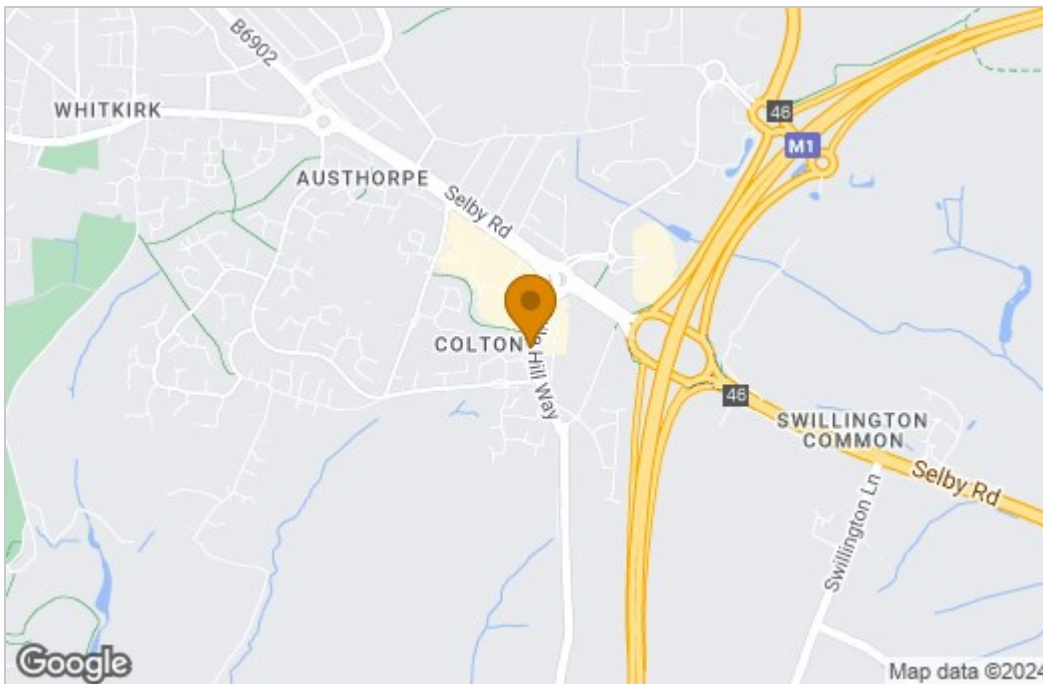 B6902
WHITKIRK
46
M1
AUSTHORPE
Selby Rd
COLTON
Hill Way
46
SWILLINGTON
COMMON
Selby Rd
Swillington Ln
Google
Map data ©2024